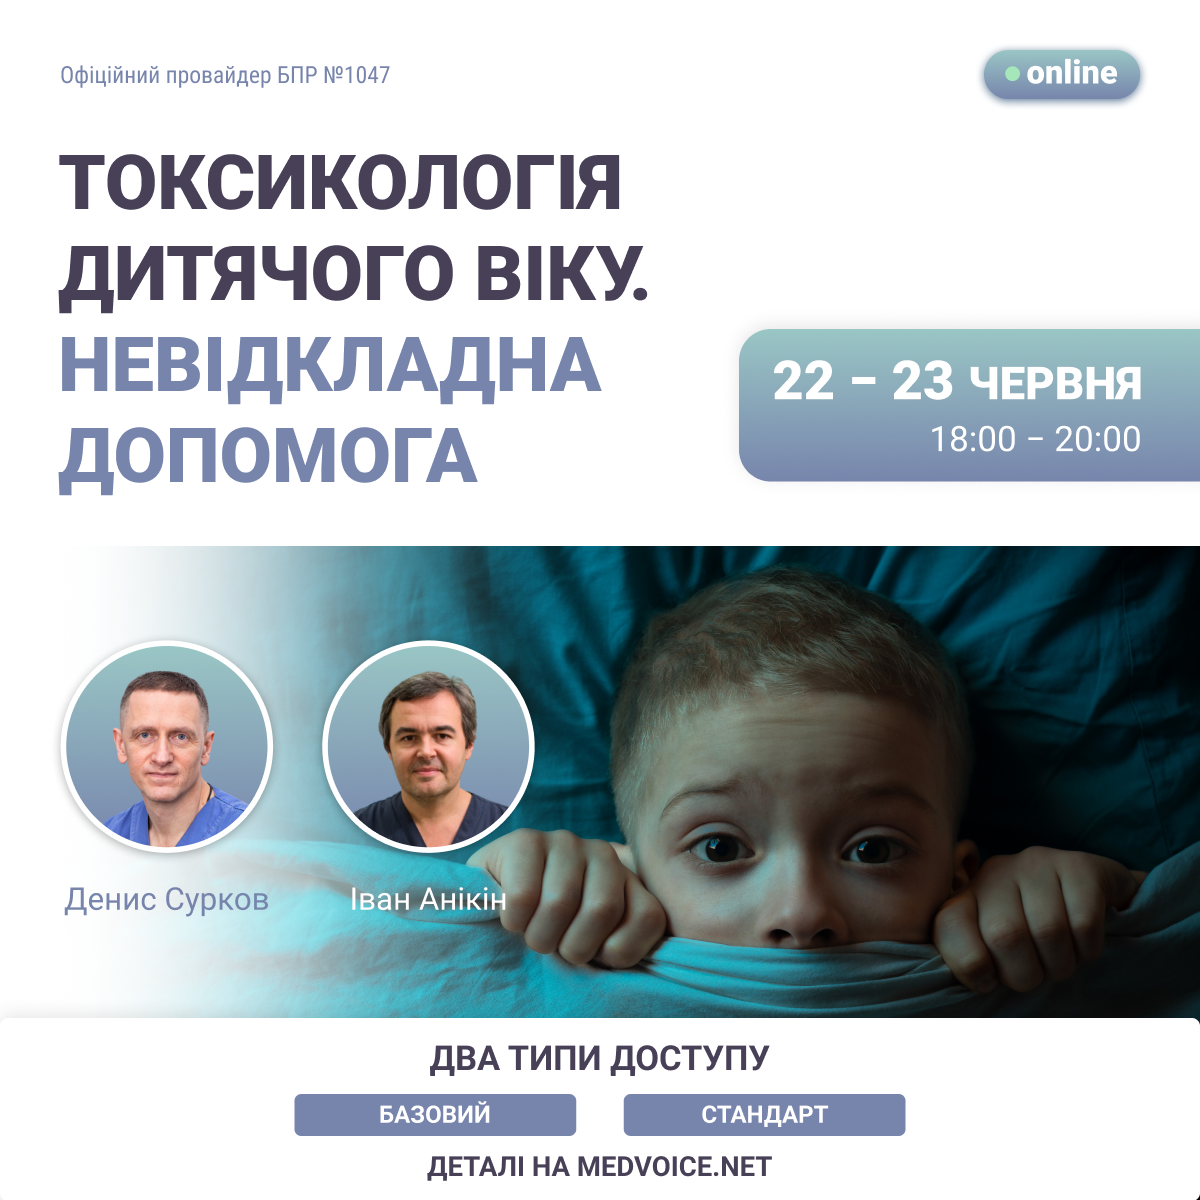 Офіційний провайдер БПР №1047
online
ТОКСИКОЛОГІЯ
ДИТЯЧОГО ВІКУ.
НЕВІДКЛАДНА
ДОПОМОГА
22 – 23 ЧЕРВНЯ
18:00 – 20:00
Денис Сурков
Іван Анікін
ДВА ТИПИ ДОСТУПУ
БАЗОВИЙ
СТАНДАРТ
ДЕТАЛІ НА MEDVOICE.NET